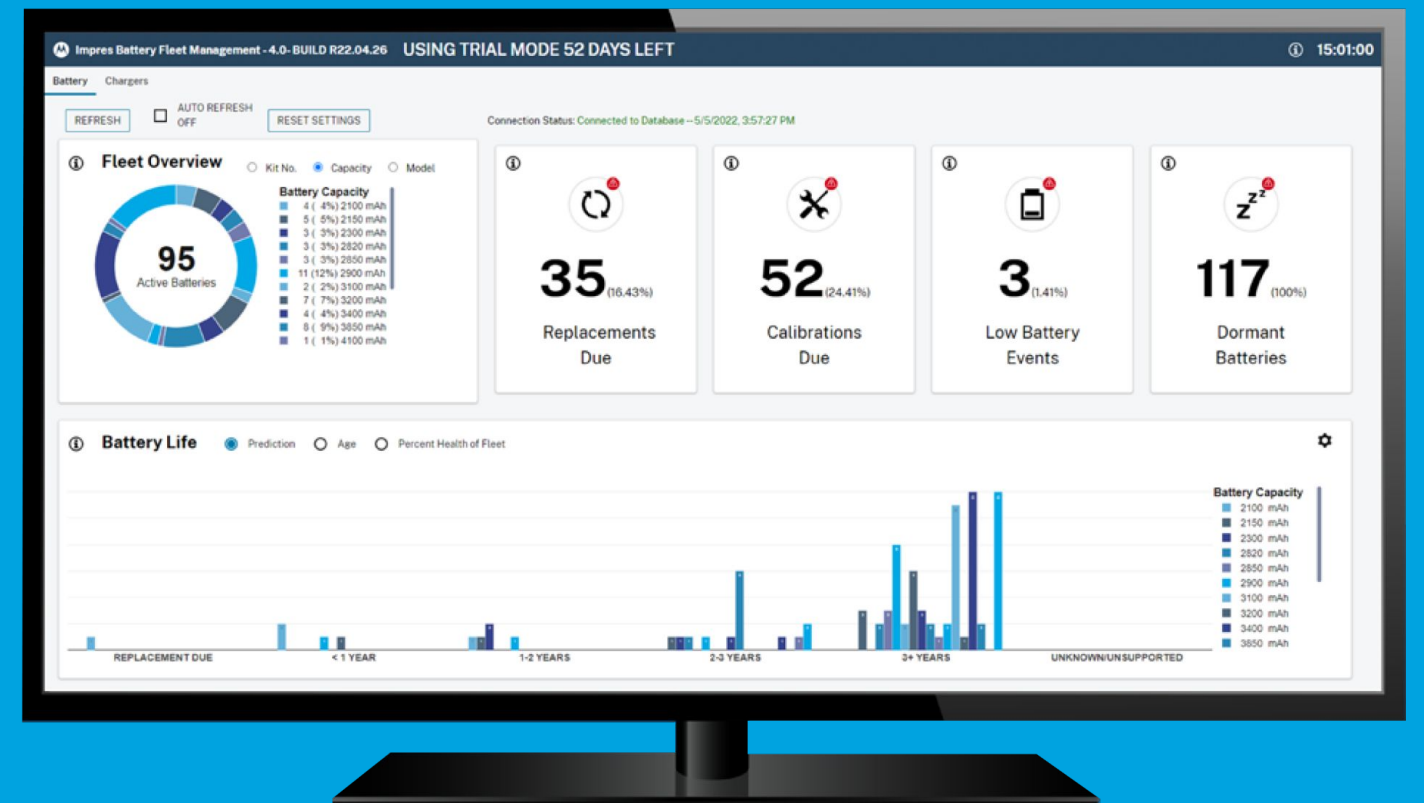 Impres Battery Fleet Management - 4.0- BUILD R22.04.26 USING TRIAL MODE 52 DAYS LEFT 15:01:00
Battery Chargers
REFRESH
AUTO REFRESH
OFF
RESET SETTINGS
Connection Status: Connected to Database -- 5/5/2022, 3:57:27 PM
Fleet Overview
Kit No. Capacity Model
95
Active Batteries
Battery Capacity
4 ( 4%) 2100 mAh
5 ( 5%) 2150 mAh
3 ( 3%) 2300 mAh
3 ( 3%) 2820 mAh
3 ( 3%) 2850 mAh
11 (12%) 2900 mAh
2 ( 2%) 3100 mAh
7 ( 7%) 3200 mAh
4 ( 4%) 3400 mAh
( 9%) 3850 mAh
1 ( 1%) 4100 mAh
35 (16.43%)
Replacements
Due
52 (24.41%)
Calibrations
Due
3 (1.41%)
Low Battery
Events
zzz
117 (100%)
Dormant
Batteries
Battery Life
Prediction Age Percent Health of Fleet
Battery Capacity
2100 mAh
2150 mAh
2300 mAh
2820 mAh
2850 mAh
2900 mAh
3100 mAh
3200 mAh
3400 mAh
3850 mAh
REPLACEMENT DUE < 1 YEAR 1-2 YEARS 2-3 YEARS 3+ YEARS UNKNOWN/UNSUPPORTED